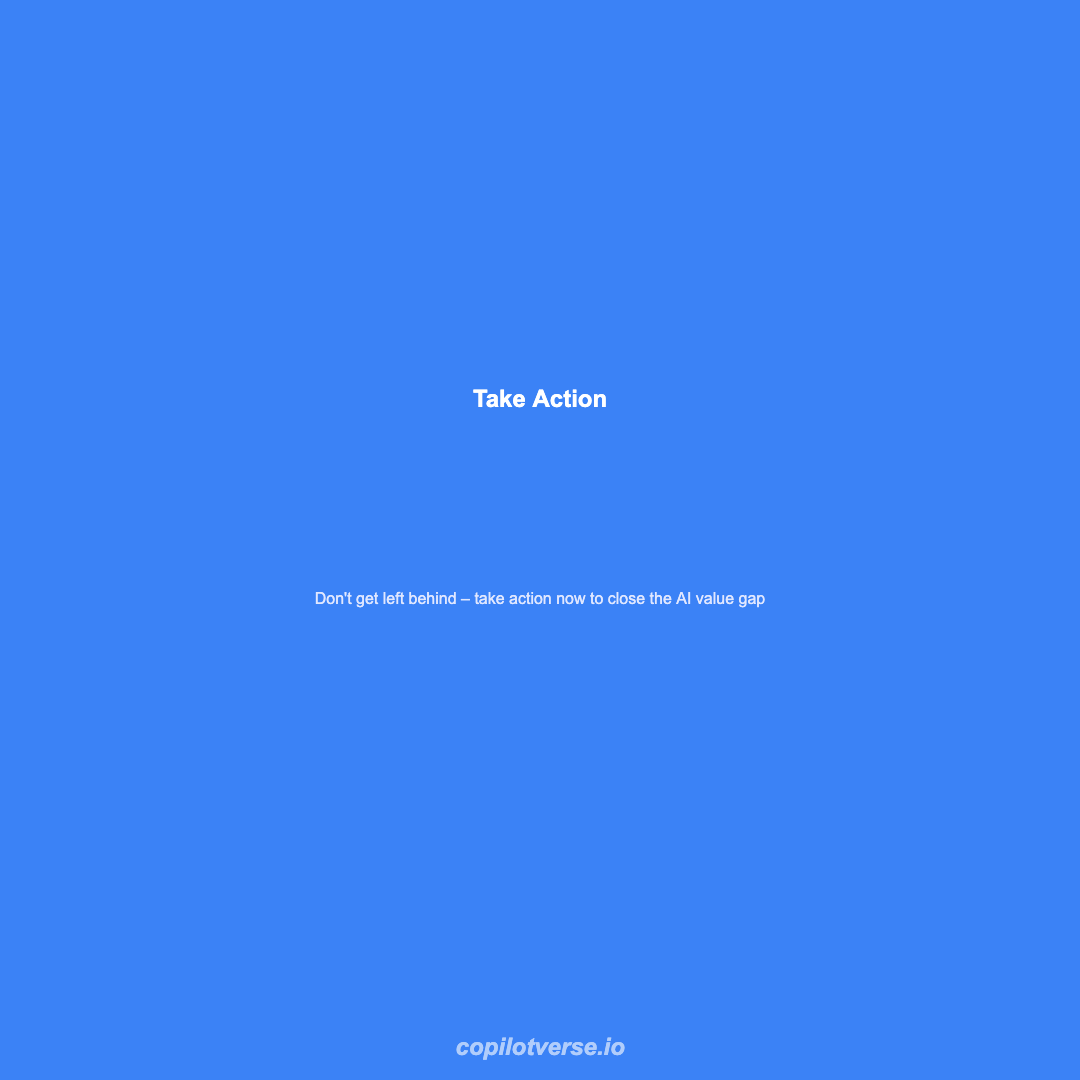 Take Action
Don't get left behind – take action now to close the AI value gap
copilotverse.io